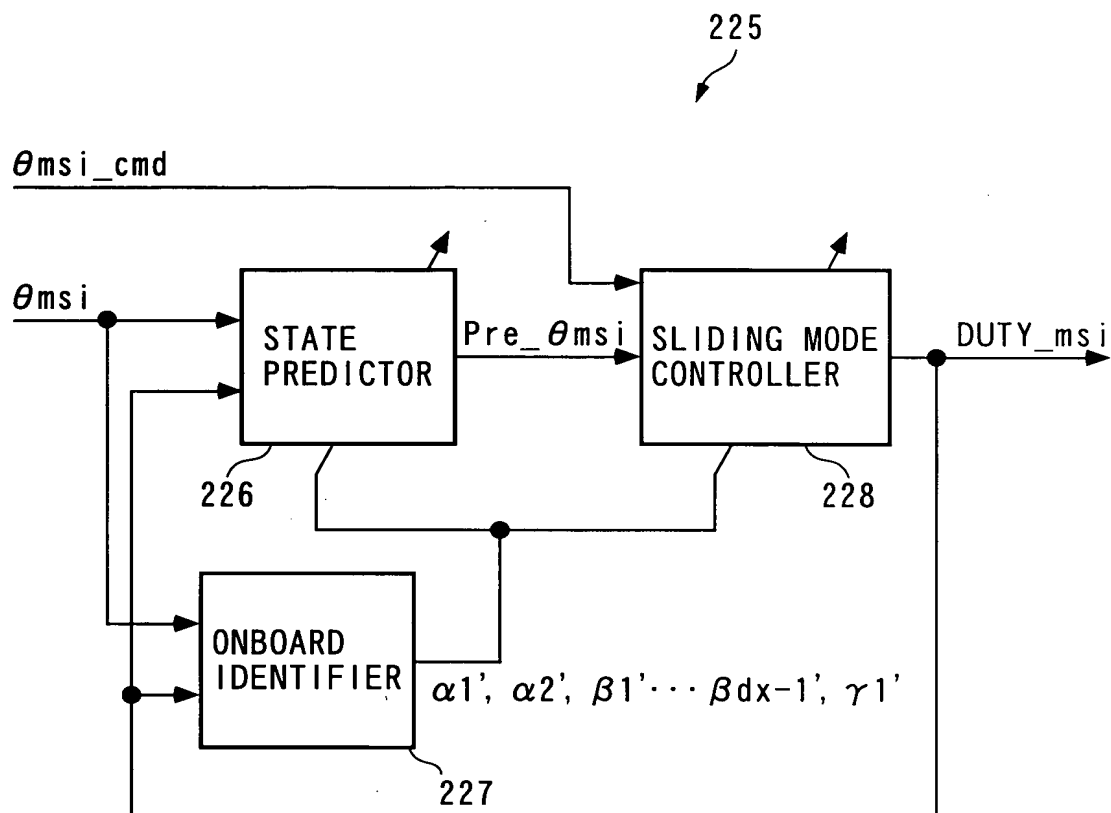 225
θmsi_cmd
θmsi
STATE
PREDICTOR
Pre_θmsi
SLIDING MODE
CONTROLLER
DUTY_msi
226
228
ONBOARD
IDENTIFIER
α1', α2', β1'··· βdx-1', γ1'
227